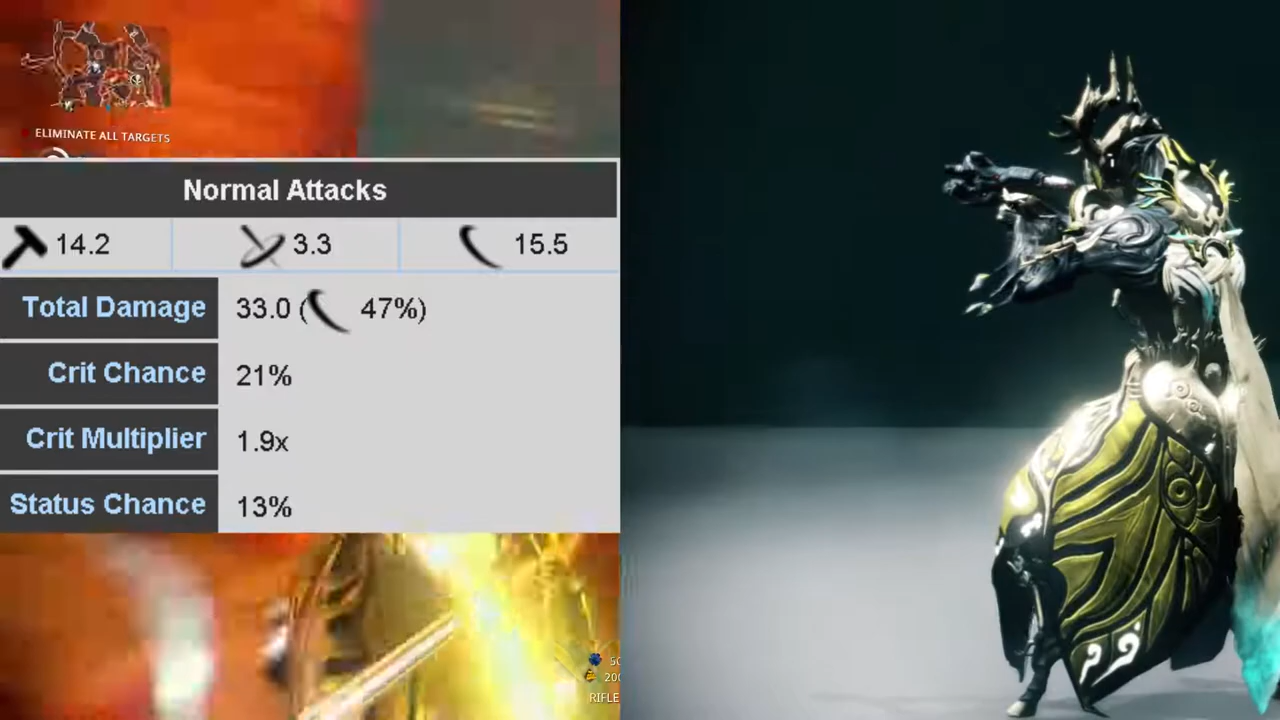 ELIMINATE ALL TARGETS
Normal Attacks
14.2 3.3 15.5
Total Damage 33.0 ( 47%)
Crit Chance 21%
Crit Multiplier 1.9x
Status Chance 13%
RIFLE